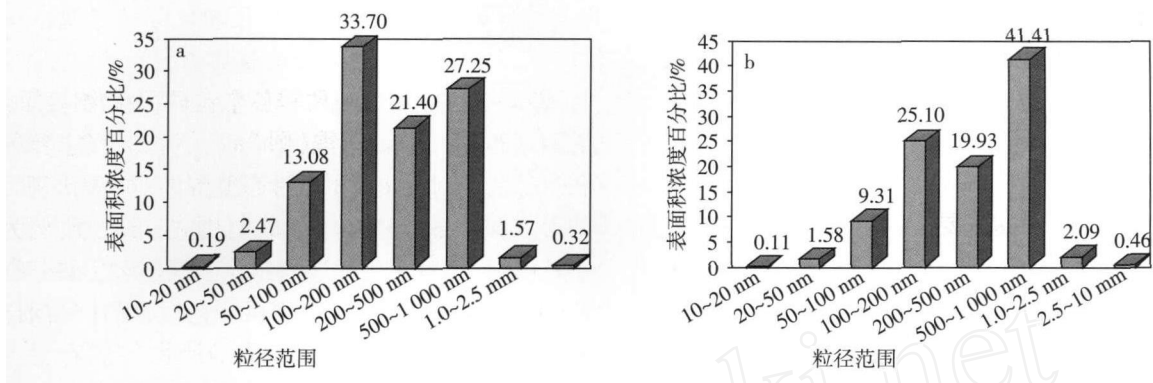 a
表面积浓度百分比/%
35
30
25
20
15
10
5
0
0.19
2.47
13.08
33.70
21.40
27.25
1.57
0.32
10~20 nm
20~50 nm
50~100 nm
100~200 nm
200~500 nm
500~1 000 nm
1.0~2.5 mm
粒径范围
b
表面积浓度百分比/%
45
40
35
30
25
20
15
10
5
0
0.11
1.58
9.31
25.10
19.93
41.41
2.09
0.46
10~20 nm
20~50 nm
50~100 nm
100~200 nm
200~500 nm
500~1 000 nm
1.0~2.5 mm
2.5~10 mm
粒径范围
ki.net